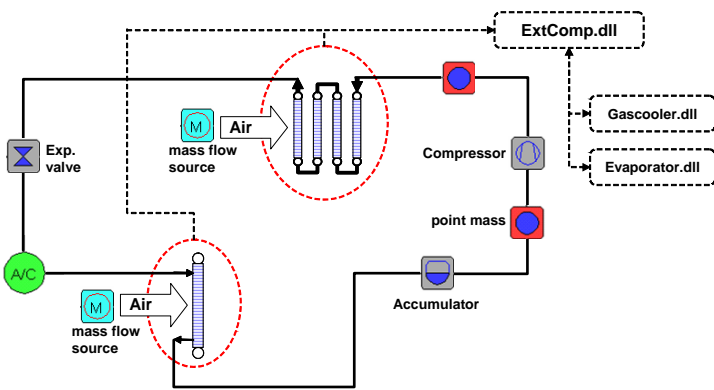 ExtComp.dll
Gascooler.dll
Evaporator.dll
M
Air
mass flow
source
Exp.
valve
Compressor
point mass
A/C
M
Air
mass flow
source
Accumulator